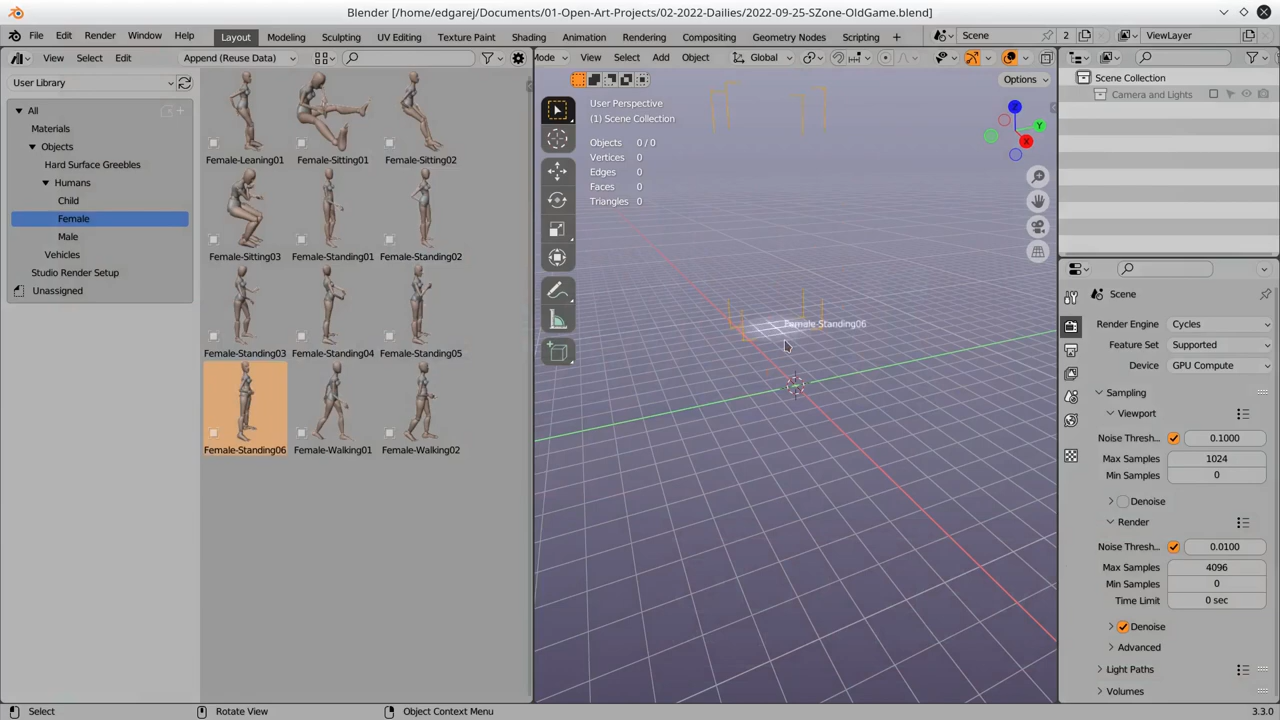 Blender [/home/edgarej/Documents/01-Open-Art-Projects/02-2022-Dailies/2022-09-25-SZone-OldGame.blend]
File Edit Render Window Help Layout Modeling Sculpting UV Editing Texture Paint Shading Animation Rendering Compositing Geometry Nodes Scripting Scene 2 ViewLayer
View Select Edit Append (Reuse Data) Mode View Select Add Object Global
User Library
Options
All
Materials
Objects
Hard Surface Greebles
Humans
Child
Female
Male
Vehicles
Studio Render Setup
Unassigned
Female-Leaning01 Female-Sitting01 Female-Sitting02
Female-Sitting03 Female-Standing01 Female-Standing02
Female-Standing03 Female-Standing04 Female-Standing05
Female-Standing06 Female-Walking01 Female-Walking02
User Perspective
(1) Scene Collection
Objects 0 / 0
Vertices 0
Edges 0
Faces 0
Triangles 0
Z
Y
X
Female-Standing06
Scene Collection
Camera and Lights
Scene
Render Engine Cycles
Feature Set Supported
Device GPU Compute
Sampling
Viewport
Noise Thresh... 0.1000
Max Samples 1024
Min Samples 0
Denoise
Render
Noise Thresh... 0.0100
Max Samples 4096
Min Samples 0
Time Limit 0 sec
Denoise
Advanced
Light Paths
Volumes
Select Rotate View Object Context Menu 3.3.0